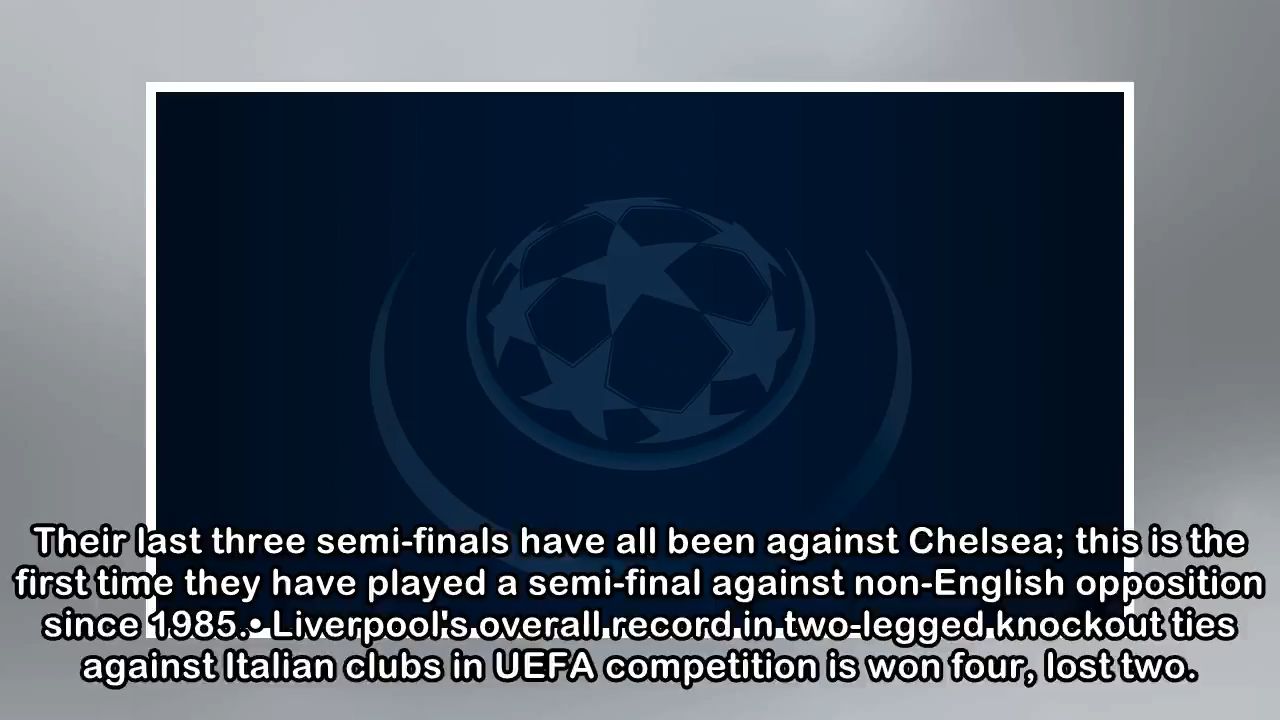 Their last three semi-finals have all been against Chelsea; this is the
first time they have played a semi-final against non-English opposition
since 1985.• Liverpool's overall record in two-legged knockout ties
against Italian clubs in UEFA competition is won four, lost two.